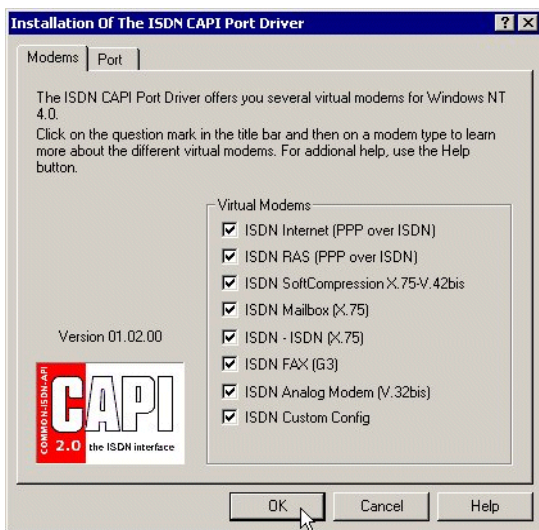 Installation Of The ISDN CAPI Port Driver
Modems
Port
The ISDN CAPI Port Driver offers you several virtual modems for Windows NT
4.0.
Click on the question mark in the title bar and then on a modem type to learn
more about the different virtual modems. For addional help, use the Help
button.
Virtual Modems
ISDN Internet (PPP over ISDN)
ISDN RAS (PPP over ISDN)
ISDN SoftCompression X.75-V.42bis
ISDN Mailbox (X.75)
ISDN - ISDN (X.75)
ISDN FAX (G3)
ISDN Analog Modem (V.32bis)
ISDN Custom Config
Version 01.02.00
COMMON-ISDN-API
CAPI
2.0 the ISDN interface
OK
Cancel
Help